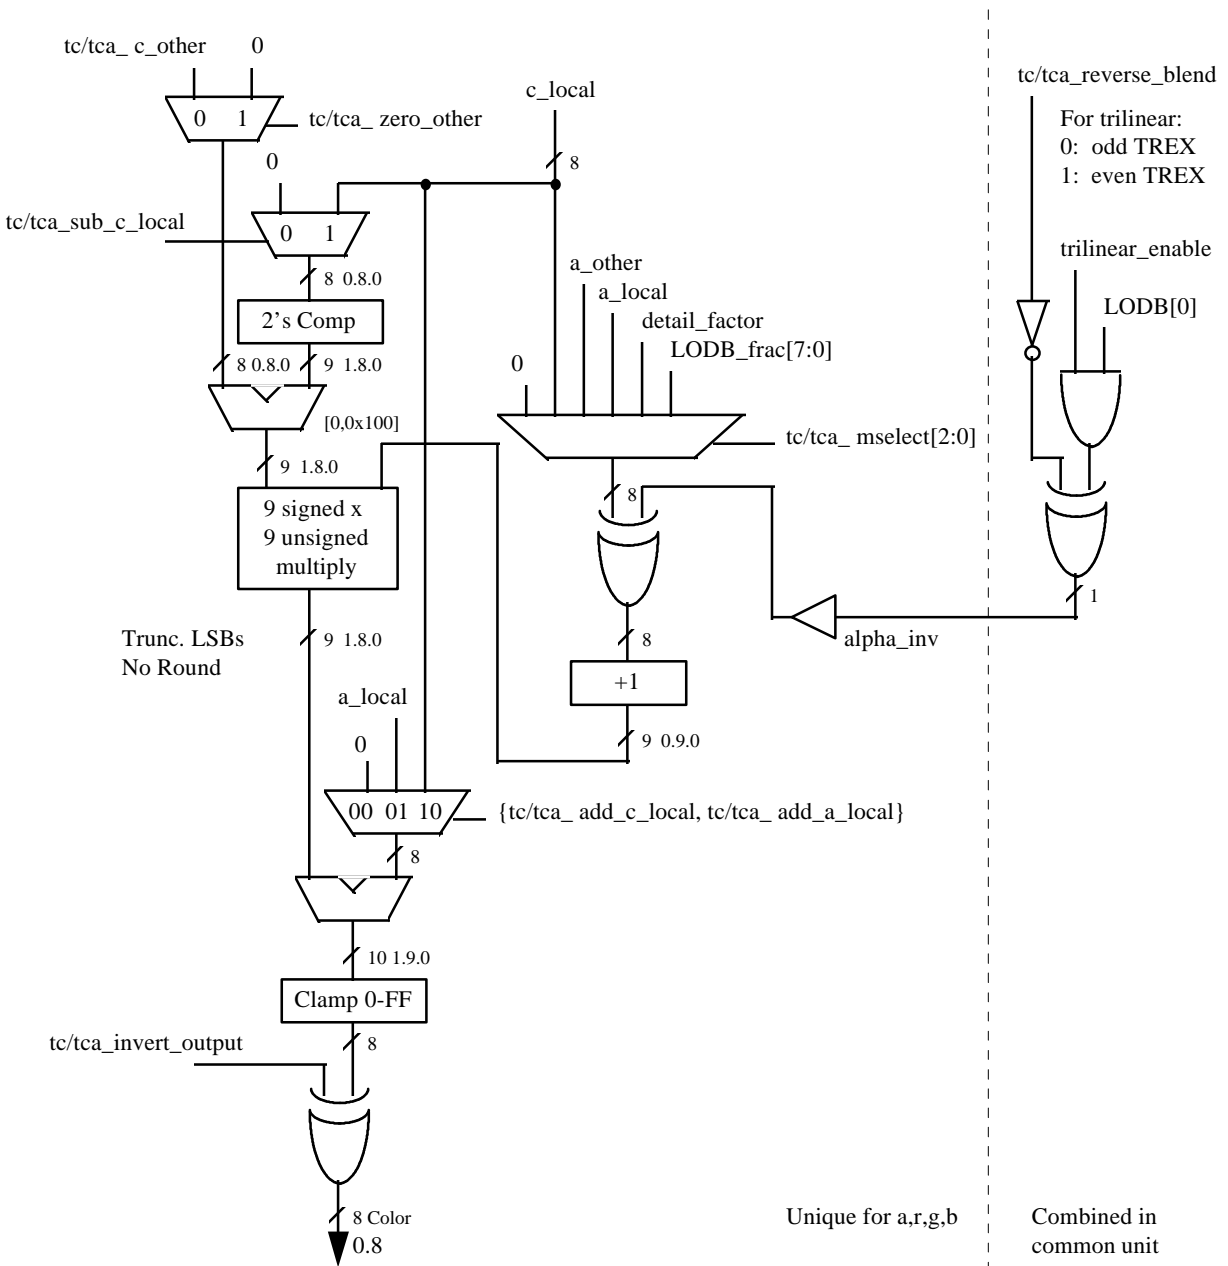 tc/tca_ c_other 0
0 1
tc/tca_ zero_other
c_local
8
tc/tca_reverse_blend
For trilinear:
0: odd TREX
1: even TREX
0
tc/tca_sub_c_local
0 1
8 0.8.0
2's Comp
8 0.8.0
9 1.8.0
[0,0x100]
9 1.8.0
9 signed x
9 unsigned
multiply
a_other
a_local
detail_factor
LODB_frac[7:0]
0
tc/tca_ mselect[2:0]
8
trilinear_enable
LODB[0]
1
alpha_inv
8
+1
9 0.9.0
Trunc. LSBs
No Round
9 1.8.0
a_local
0
00 01 10
{tc/tca_ add_c_local, tc/tca_ add_a_local}
8
10 1.9.0
Clamp 0-FF
tc/tca_invert_output
8
8 Color
0.8
Unique for a,r,g,b
Combined in
common unit